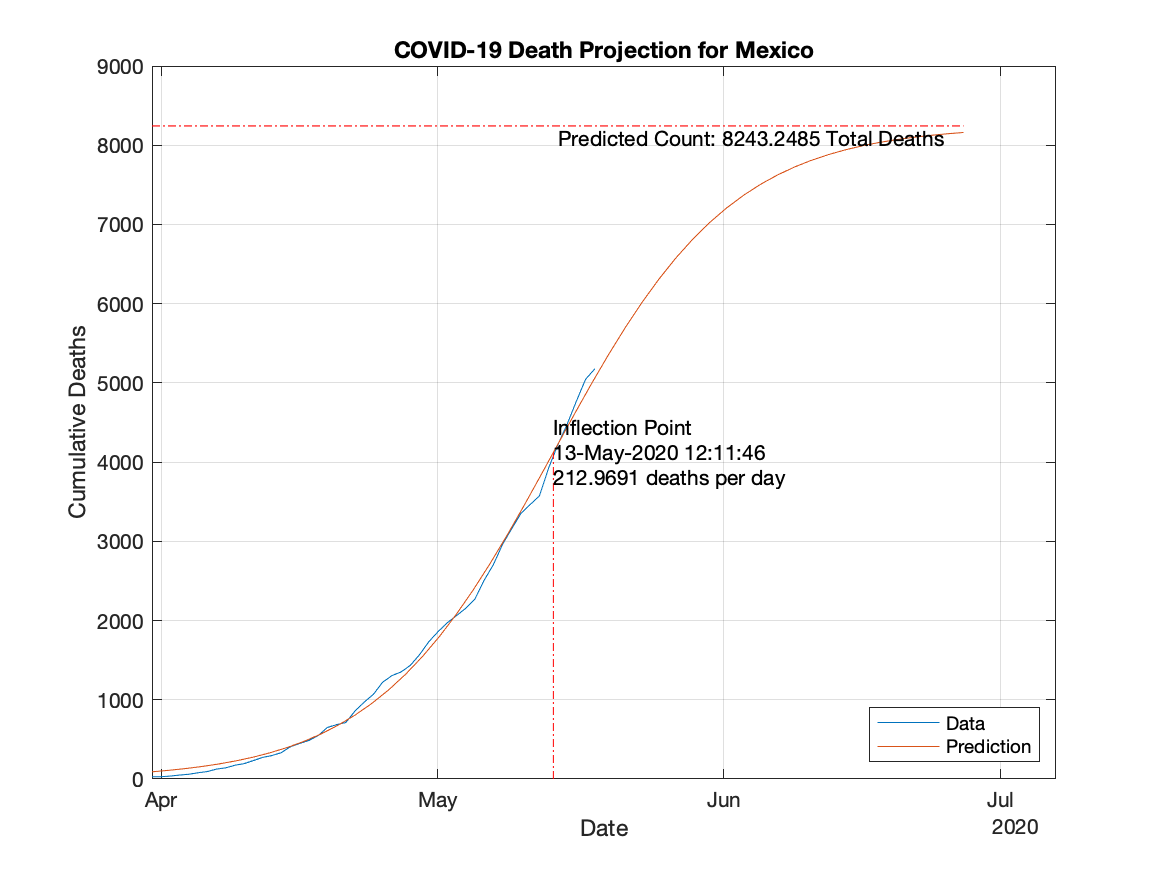 COVID-19 Death Projection for Mexico
9000
8000
7000
6000
5000
4000
3000
2000
1000
0
Cumulative Deaths
Predicted Count: 8243.2485 Total Deaths
Inflection Point
13-May-2020 12:11:46
212.9691 deaths per day
Data
Prediction
Apr May Jun Jul
2020
Date